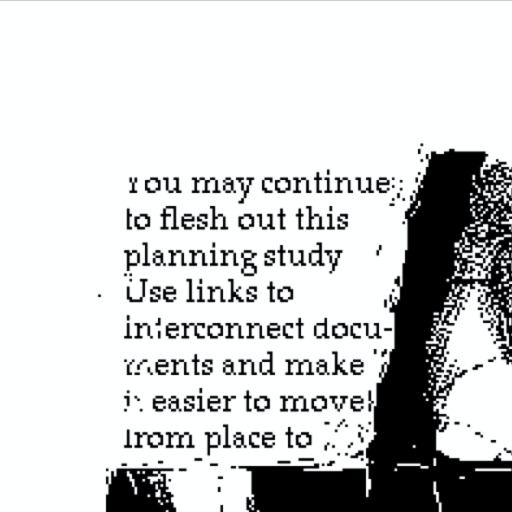 You may continue
to flesh out this
planning study
Use links to
interconnect docu-
ments and make
it easier to move
from place to